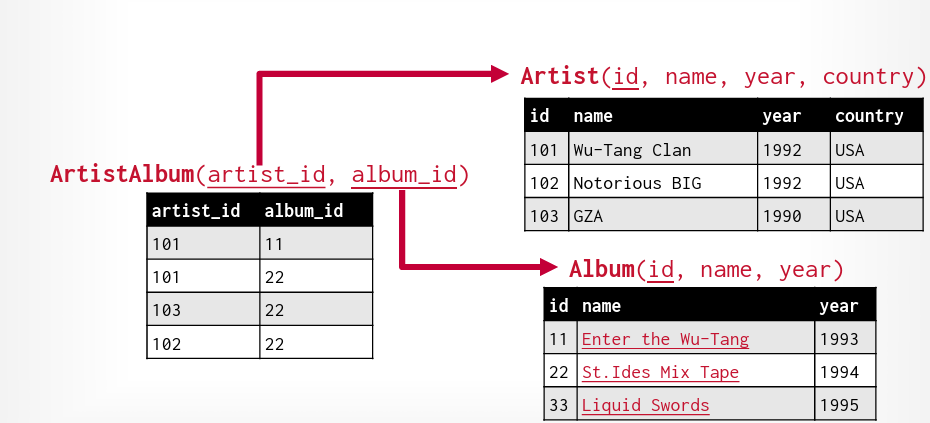 Artist(id, name, year, country)
id name year country
101 Wu-Tang Clan 1992 USA
102 Notorious BIG 1992 USA
103 GZA 1990 USA
ArtistAlbum(artist_id, album_id)
artist_id album_id
101 11
101 22
103 22
102 22
Album(id, name, year)
id name year
11 Enter the Wu-Tang 1993
22 St.Ides Mix Tape 1994
33 Liquid Swords 1995